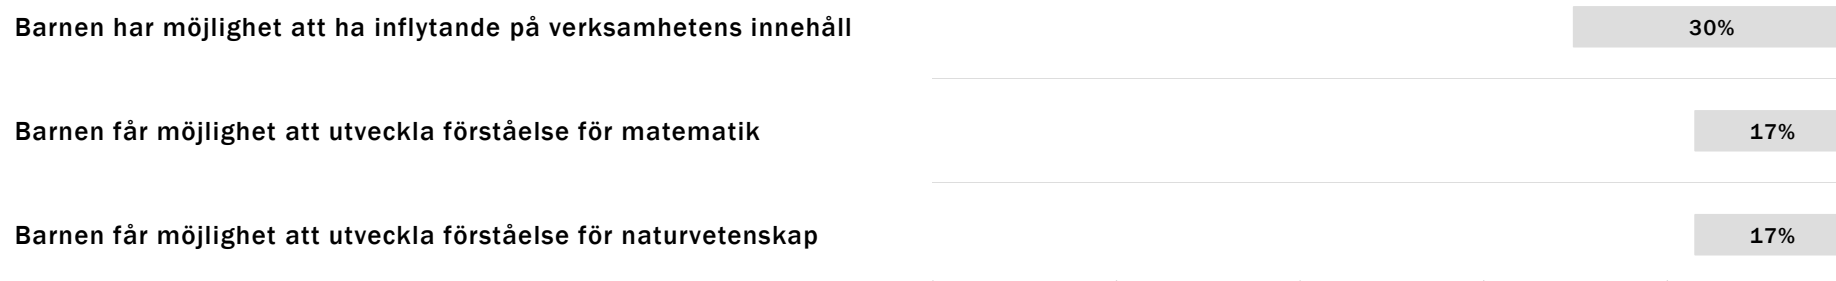 Barnen har möjlighet att ha inflytande på verksamhetens innehåll 30%
Barnen får möjlighet att utveckla förståelse för matematik 17%
Barnen får möjlighet att utveckla förståelse för naturvetenskap 17%